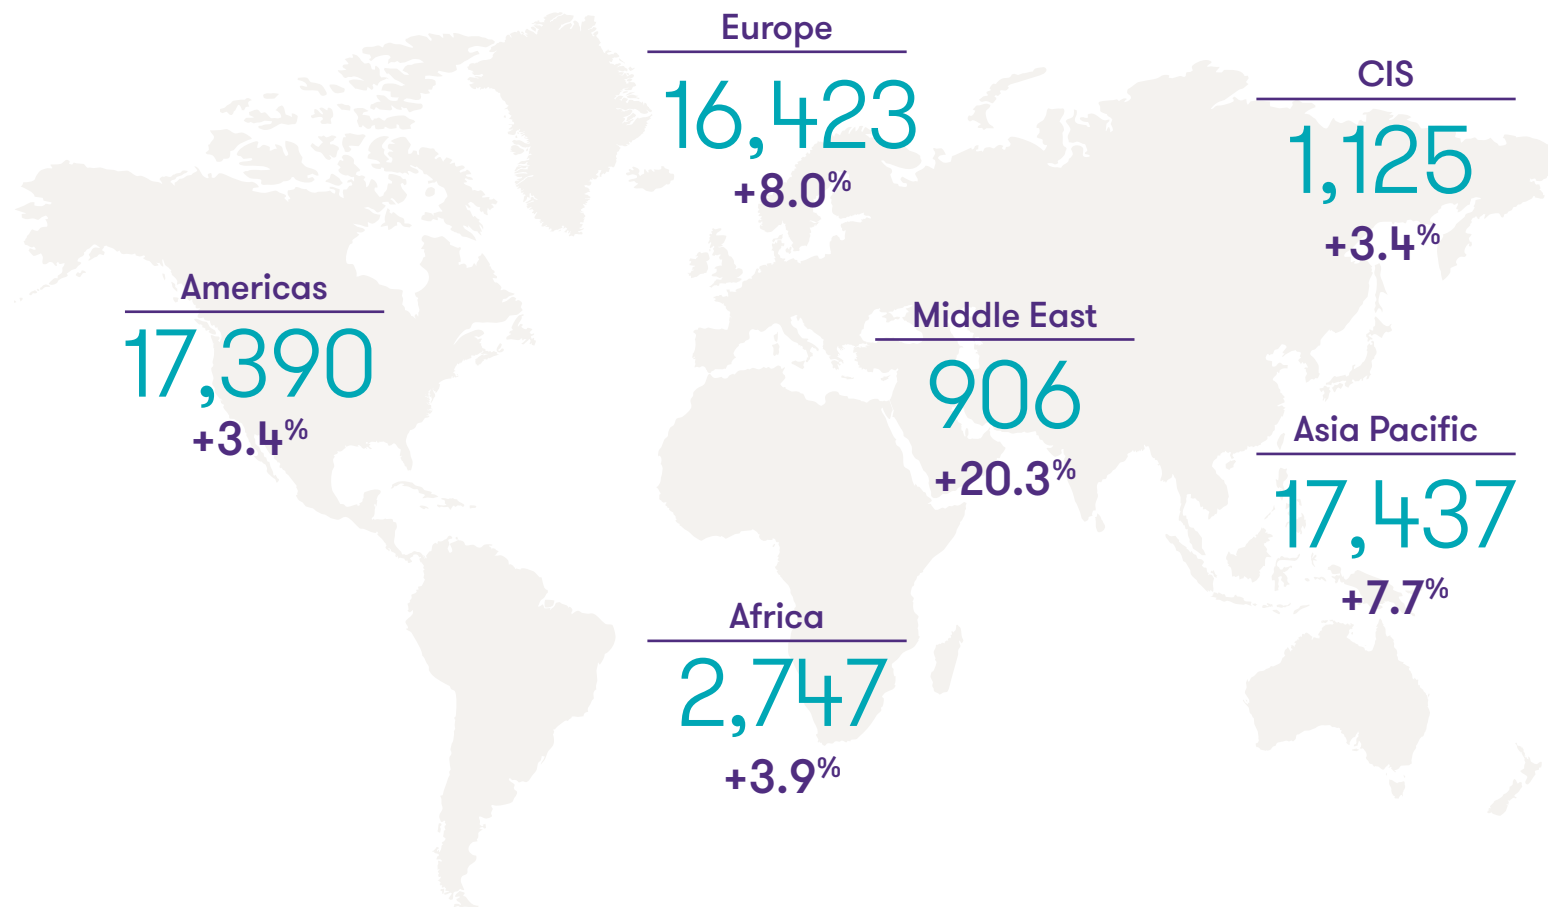 Europe
16,423
+8.0%
CIS
1,125
+3.4%
Americas
17,390
+3.4%
Middle East
906
+20.3%
Asia Pacific
17,437
+7.7%
Africa
2,747
+3.9%